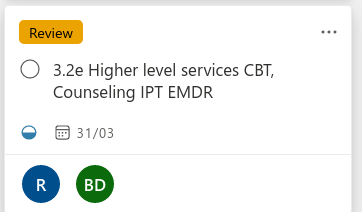 Review
3.2e Higher level services CBT,
Counseling IPT EMDR
31/03
R BD